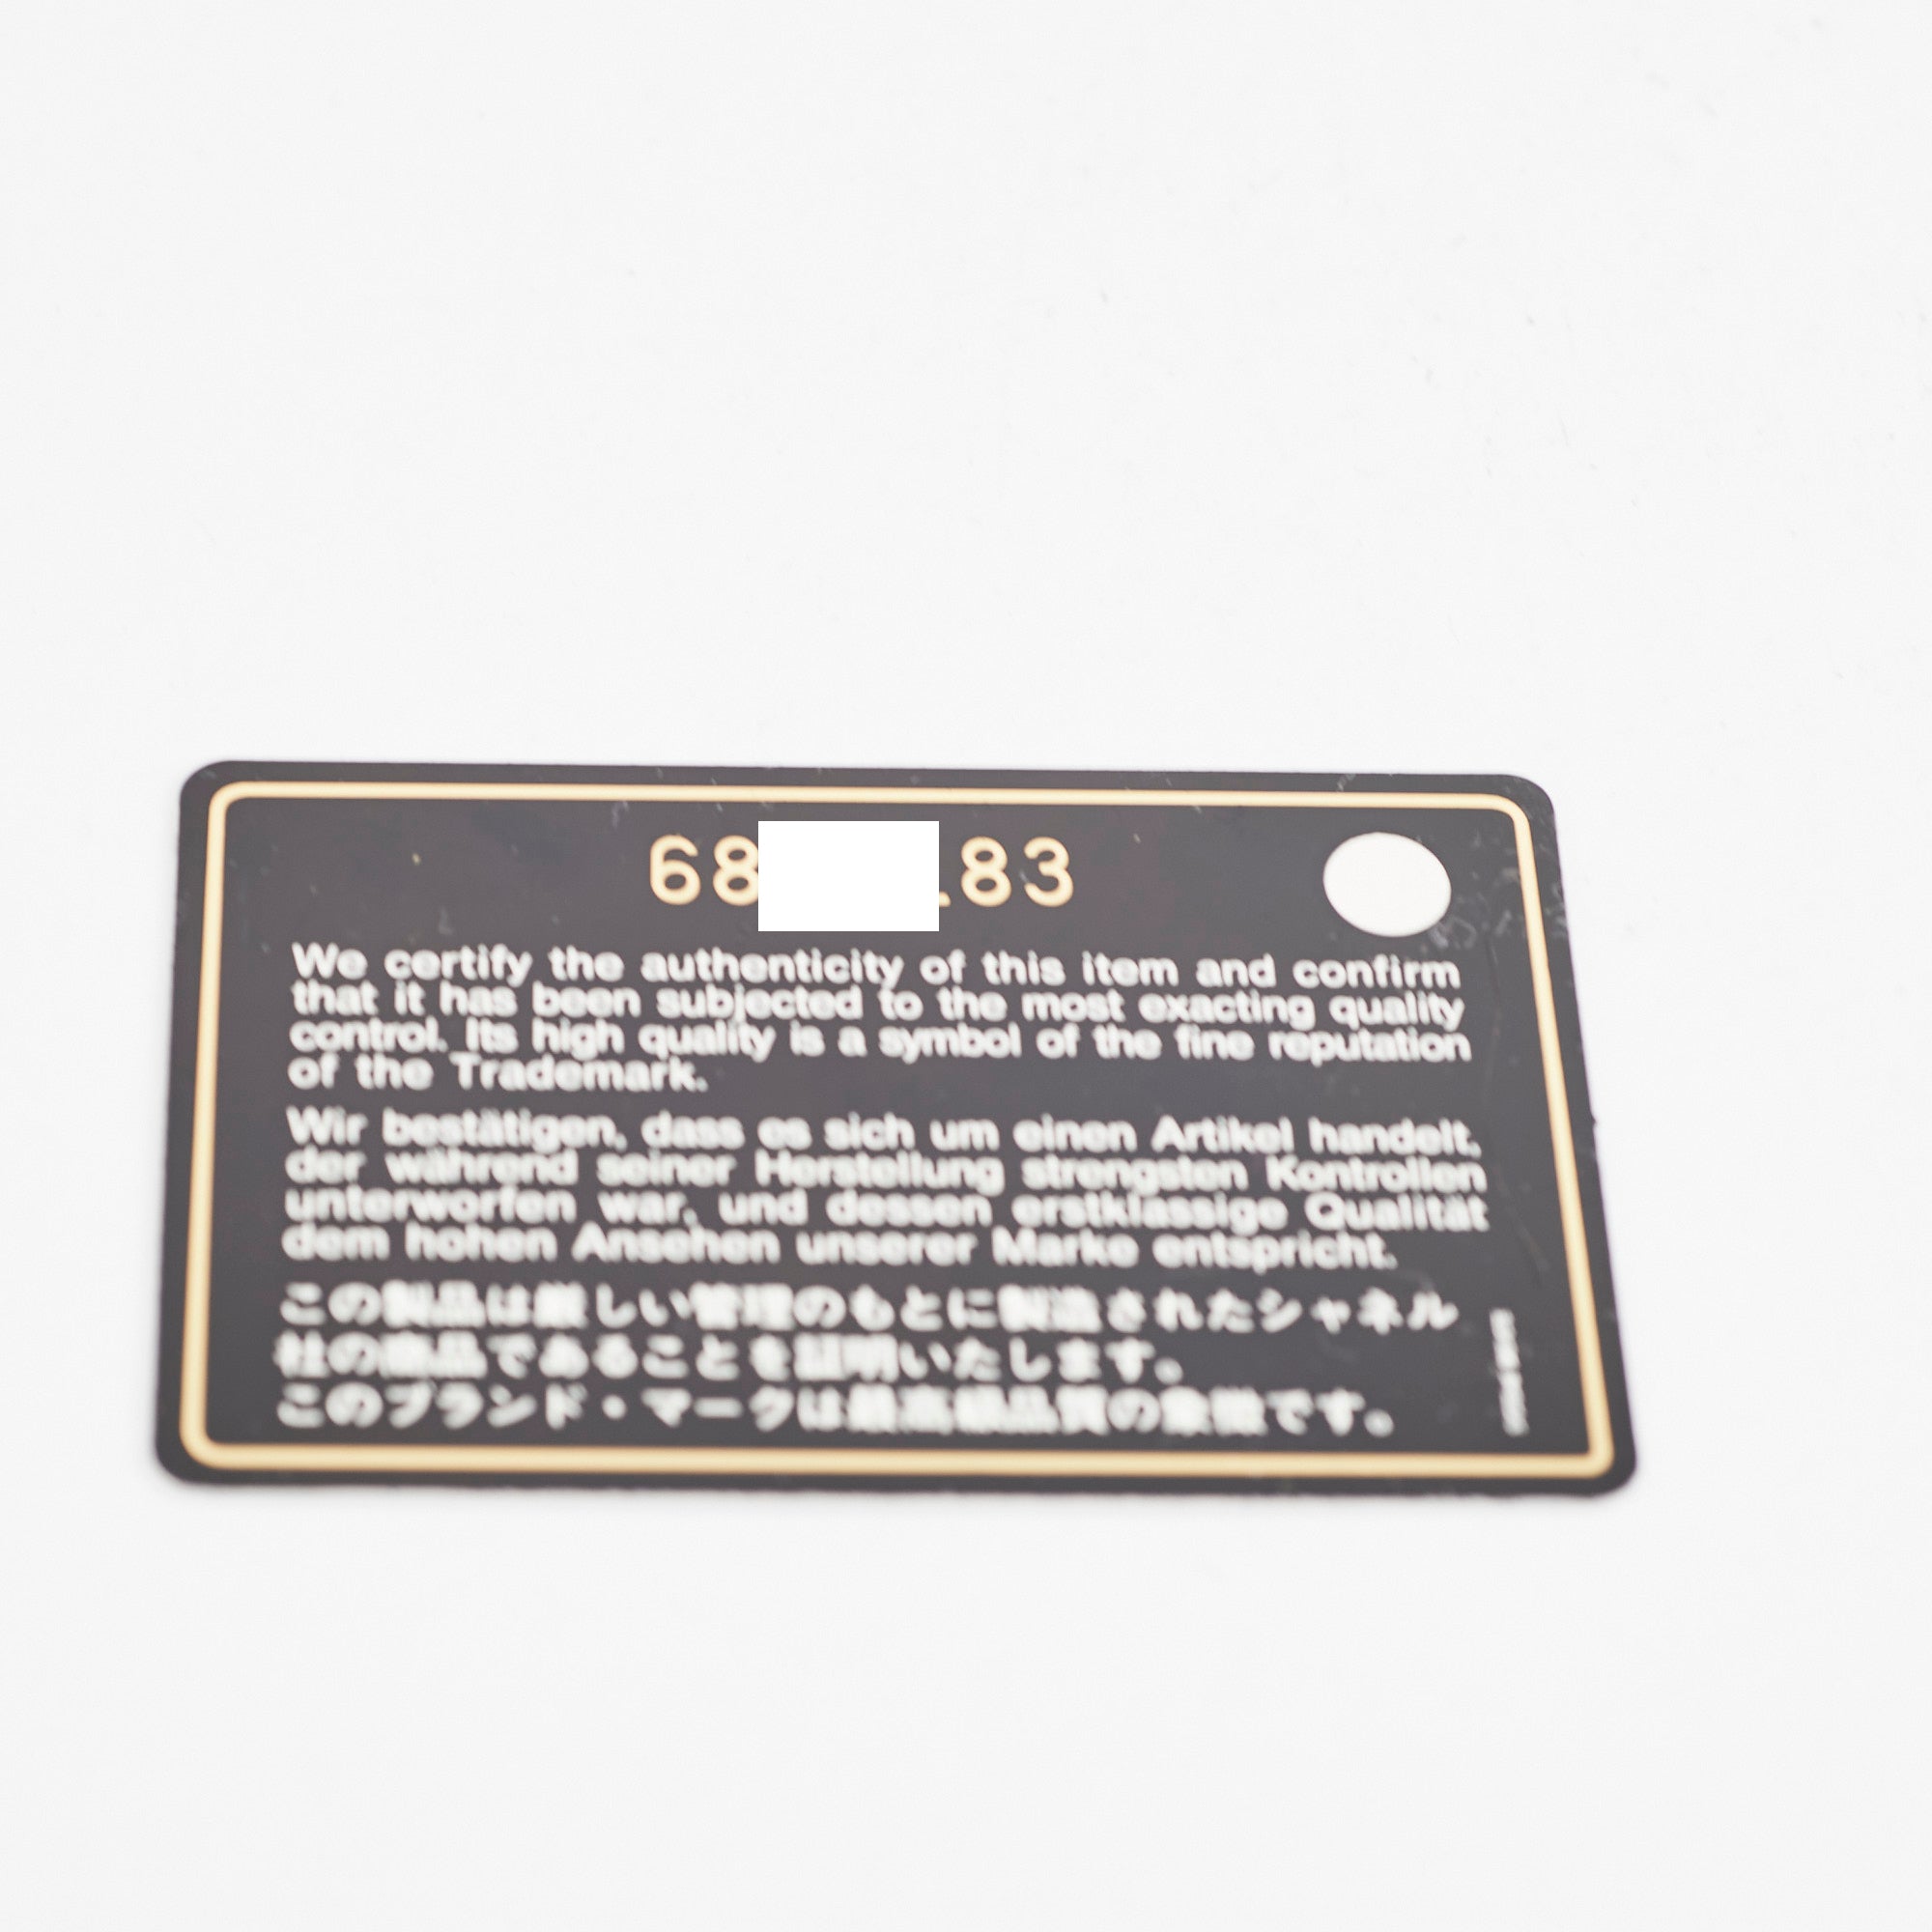 68 83
We certify the authenticity of this item and confirm
that it has been subjected to the most exacting quality
control. Its high quality is a symbol of the fine reputation
of the Trademark.
Wir bestätigen, dass es sich um einen Artikel handelt,
der während seiner Herstellung strengsten Kontrollen
unterworfen war, und dessen erstklassige Qualität
dem hohen Ansehen unserer Marke entspricht.
この製品は厳しい管理のもとに製造されたシャネル
社の商品であることを証明いたします。
このブランド・マークは最高級品質の象徴です。